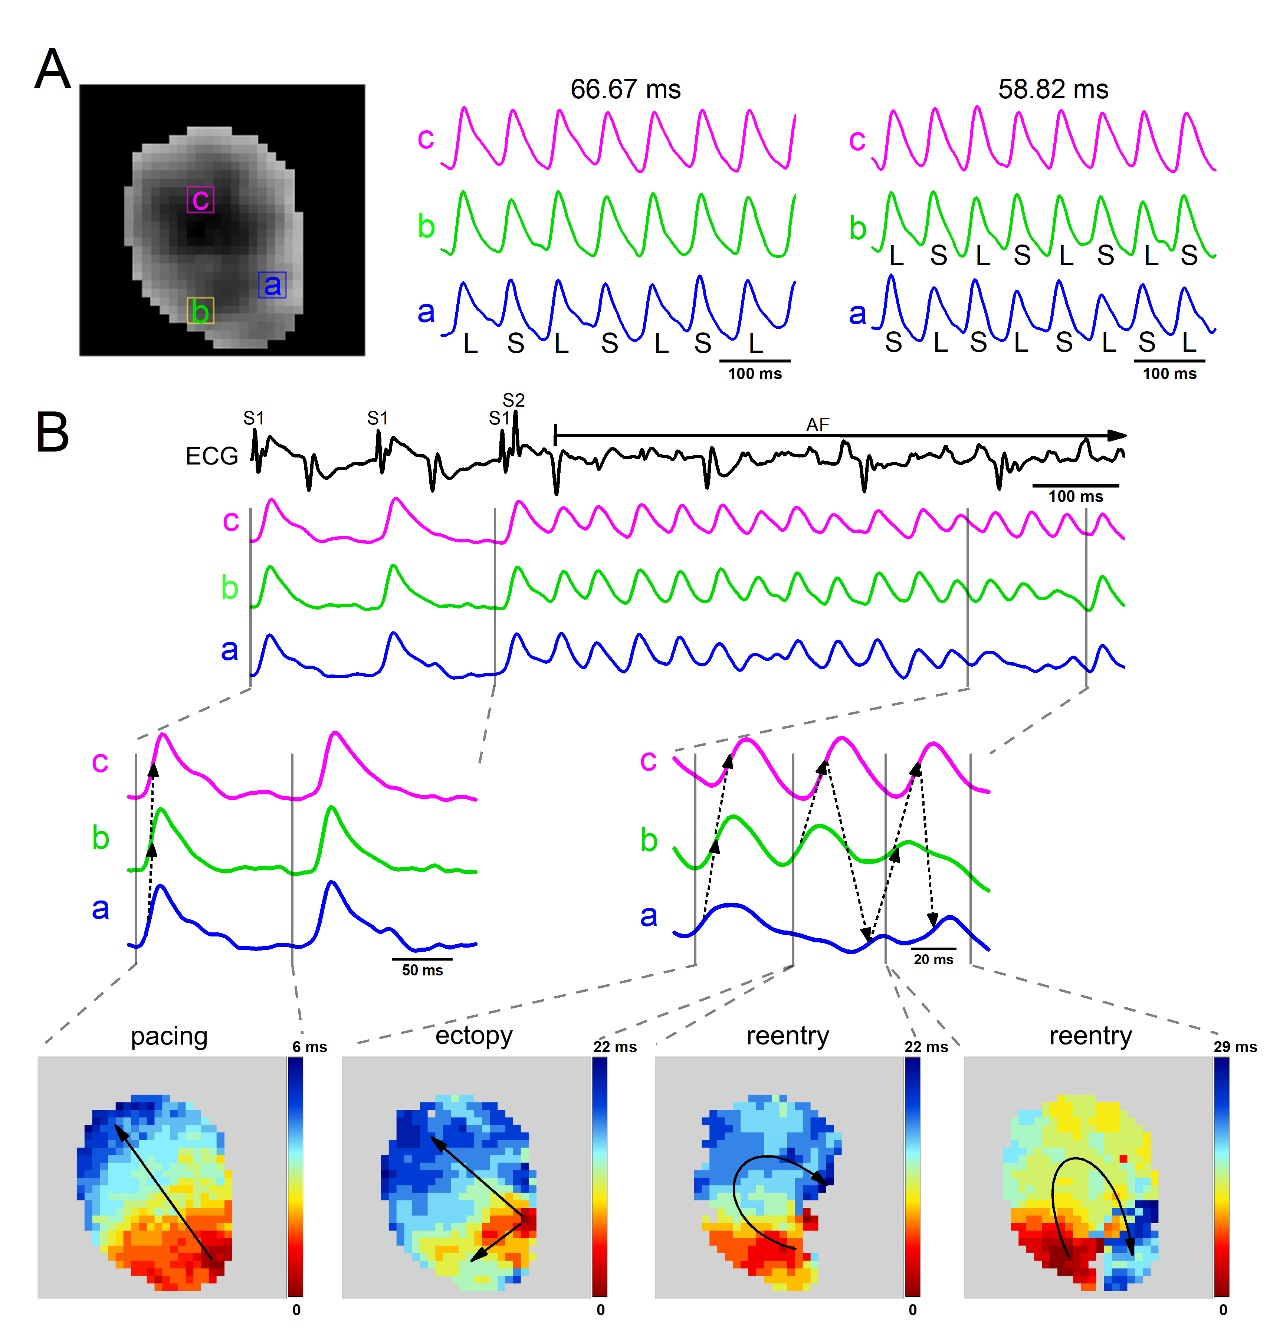 A
66.67 ms
58.82 ms
c
c
c
b
b
L S L S L S L S
a
b
a
a
L S L S L S L
S L S L S L S L
100 ms
100 ms
B
S1
S1
S1
S2
AF
ECG
100 ms
c
b
a
c
c
b
b
a
a
50 ms
20 ms
pacing
ectopy
reentry
reentry
6 ms
22 ms
22 ms
29 ms
0
0
0
0